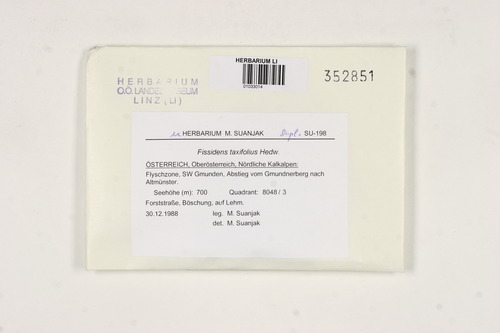 HERBARIUM LI
01033014
352851
HERBARIUM
O.Ö. LANDESMUSEUM
LINZ (LI)
HERBARIUM M. SUANJAK Dupl. SU-198
Fissidens taxifolius Hedw.
ÖSTERREICH, Oberösterreich, Nördliche Kalkalpen:
Flyschzone, SW Gmunden, Abstieg vom Gmundnerberg nach
Altmünster.
Seehöhe (m): 700 Quadrant: 8048 / 3
Forststraße, Böschung, auf Lehm.
30.12.1988 leg. M. Suanjak
det. M. Suanjak